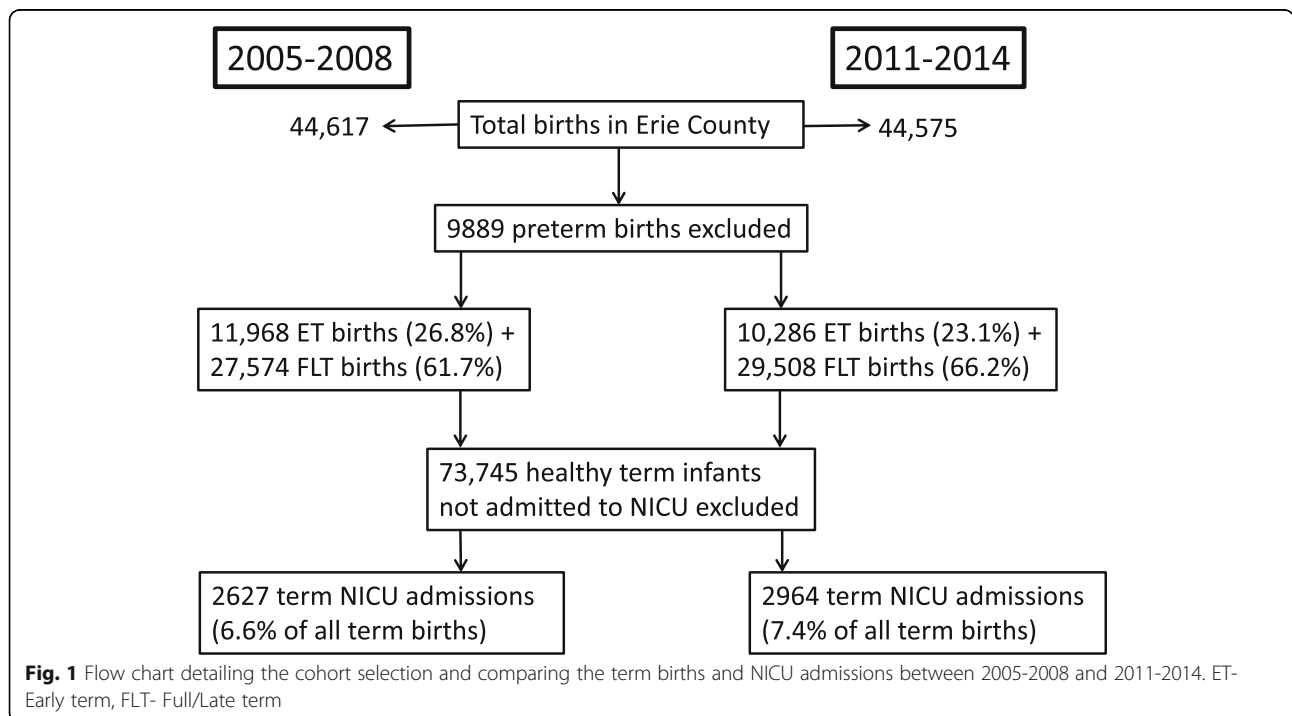 2005-2008
2011-2014
44,617
Total births in Erie County
44,575
9889 preterm births excluded
11,968 ET births (26.8%) +
27,574 FLT births (61.7%)
10,286 ET births (23.1%) +
29,508 FLT births (66.2%)
73,745 healthy term infants
not admitted to NICU excluded
2627 term NICU admissions
(6.6% of all term births)
2964 term NICU admissions
(7.4% of all term births)
Fig. 1 Flow chart detailing the cohort selection and comparing the term births and NICU admissions between 2005-2008 and 2011-2014. ET-
Early term, FLT- Full/Late term